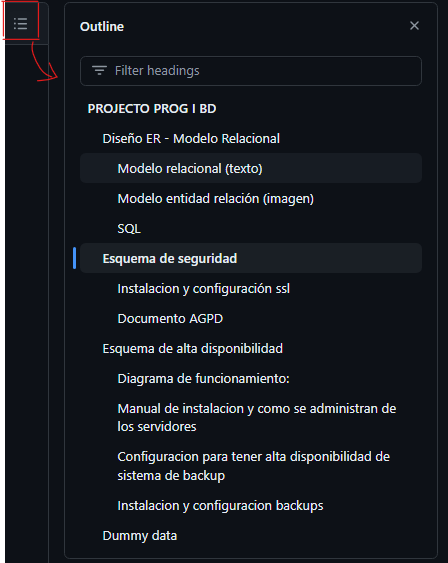 Outline
Filter headings
PROJECTO PROG I BD
Diseño ER - Modelo Relacional
Modelo relacional (texto)
Modelo entidad relación (imagen)
SQL
Esquema de seguridad
Instalacion y configuración ssl
Documento AGPD
Esquema de alta disponibilidad
Diagrama de funcionamiento:
Manual de instalacion y como se administran de
los servidores
Configuracion para tener alta disponibilidad de
sistema de backup
Instalacion y configuracion backups
Dummy data